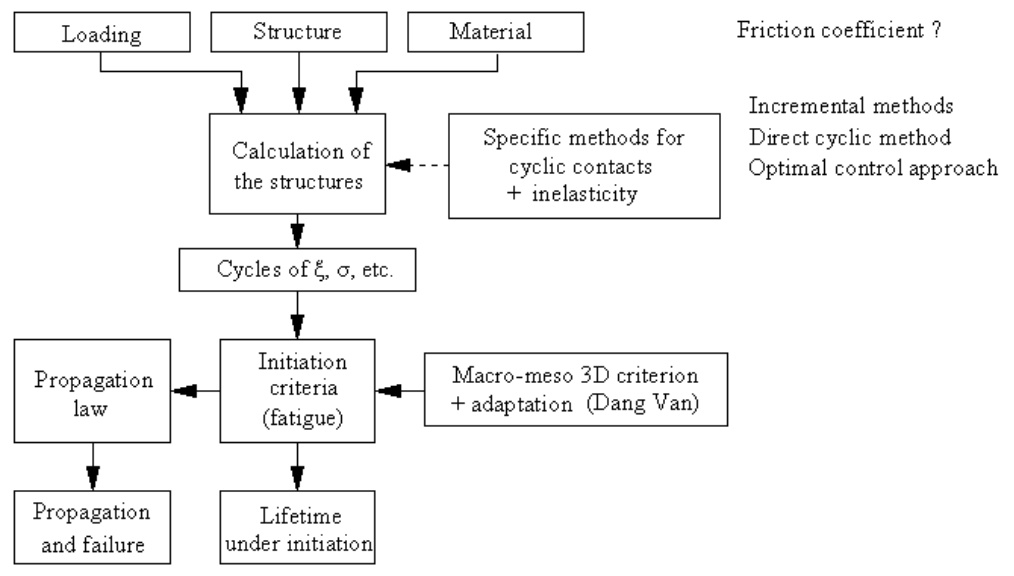 Loading
Structure
Material
Friction coefficient ?
Calculation of
the structures
Specific methods for
cyclic contacts
+ inelasticity
Incremental methods
Direct cyclic method
Optimal control approach
Cycles of ξ, σ, etc.
Propagation
law
Initiation
criteria
(fatigue)
Macro-meso 3D criterion
+ adaptation (Dang Van)
Propagation
and failure
Lifetime
under initiation